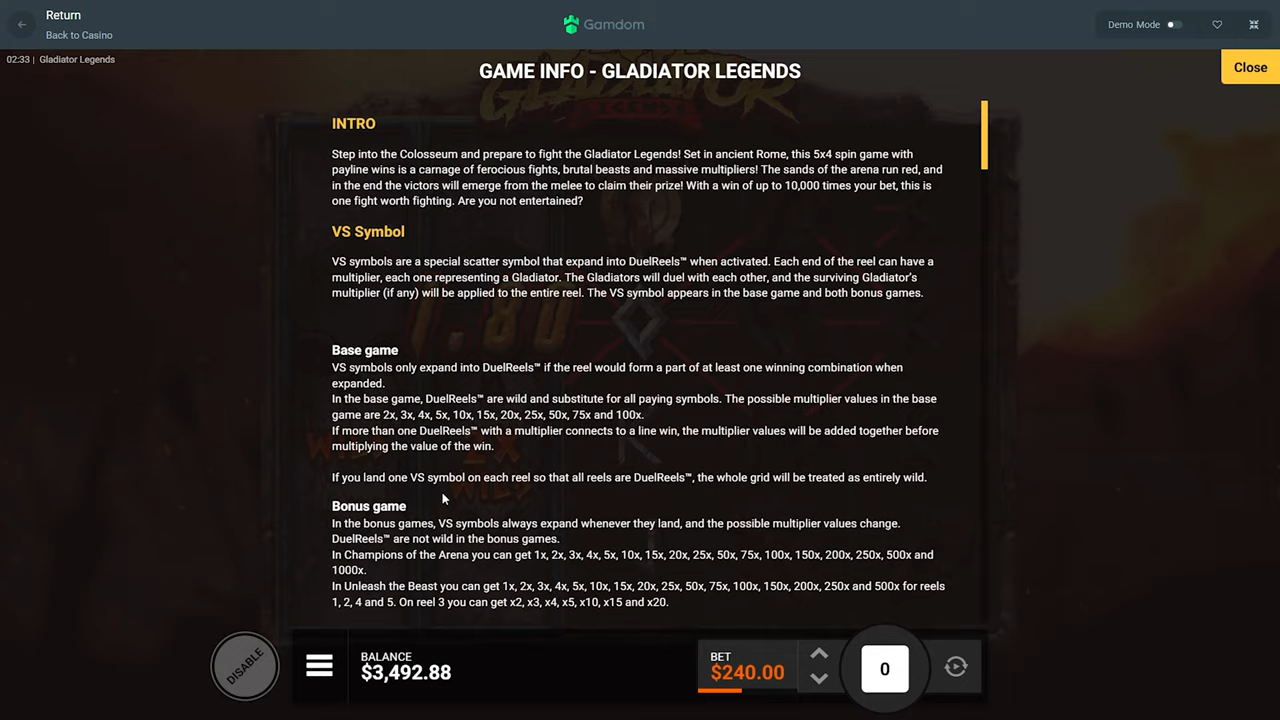 Return
Back to Casino
Gamdom
Demo Mode
02:33 | Gladiator Legends
GAME INFO - GLADIATOR LEGENDS
Close
INTRO
Step into the Colosseum and prepare to fight the Gladiator Legends! Set in ancient Rome, this 5x4 spin game with
payline wins is a carnage of ferocious fights, brutal beasts and massive multipliers! The sands of the arena run red, and
in the end the victors will emerge from the melee to claim their prize! With a win of up to 10,000 times your bet, this is
one fight worth fighting. Are you not entertained?
VS Symbol
VS symbols are a special scatter symbol that expand into DuelReels™ when activated. Each end of the reel can have a
multiplier, each one representing a Gladiator. The Gladiators will duel with each other, and the surviving Gladiator's
multiplier (if any) will be applied to the entire reel. The VS symbol appears in the base game and both bonus games.
Base game
VS symbols only expand into DuelReels™ if the reel would form a part of at least one winning combination when
expanded.
In the base game, DuelReels™ are wild and substitute for all paying symbols. The possible multiplier values in the base
game are 2x, 3x, 4x, 5x, 10x, 15x, 20x, 25x, 50x, 75x and 100x.
If more than one DuelReels™ with a multiplier connects to a line win, the multiplier values will be added together before
multiplying the value of the win.
If you land one VS symbol on each reel so that all reels are DuelReels™, the whole grid will be treated as entirely wild.
Bonus game
In the bonus games, VS symbols always expand whenever they land, and the possible multiplier values change.
DuelReels™ are not wild in the bonus games.
In Champions of the Arena you can get 1x, 2x, 3x, 4x, 5x, 10x, 15x, 20x, 25x, 50x, 75x, 100x, 150x, 200x, 250x, 500x and
1000x.
In Unleash the Beast you can get 1x, 2x, 3x, 4x, 5x, 10x, 15x, 20x, 25x, 50x, 75x, 100x, 150x, 200x, 250x and 500x for reels
1, 2, 4 and 5. On reel 3 you can get x2, x3, x4, x5, x10, x15 and x20.
DISABLE
BALANCE
$3,492.88
BET
$240.00
0
GLADIATOR
1.80
WILD
WILD